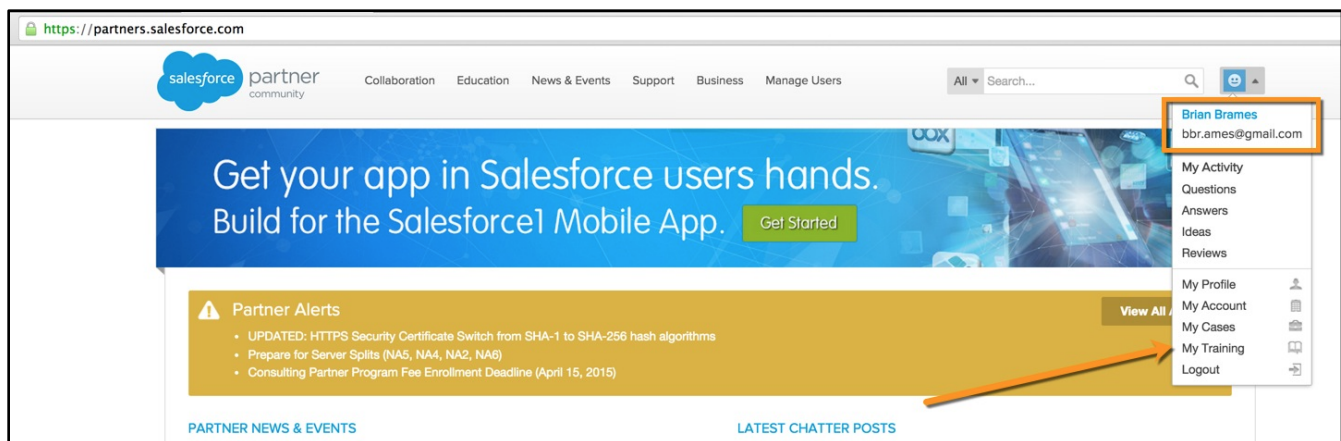 https://partners.salesforce.com
salesforce partner community
Collaboration Education News & Events Support Business Manage Users
All Search...
Brian Brames
bbr.ames@gmail.com
Get your app in Salesforce users hands.
Build for the Salesforce1 Mobile App. Get Started
box
My Activity
Questions
Answers
Ideas
Reviews
My Profile
My Account
My Cases
My Training
Logout
Partner Alerts
View All
UPDATED: HTTPS Security Certificate Switch from SHA-1 to SHA-256 hash algorithms
Prepare for Server Splits (NA5, NA4, NA2, NA6)
Consulting Partner Program Fee Enrollment Deadline (April 15, 2015)
PARTNER NEWS & EVENTS
LATEST CHATTER POSTS